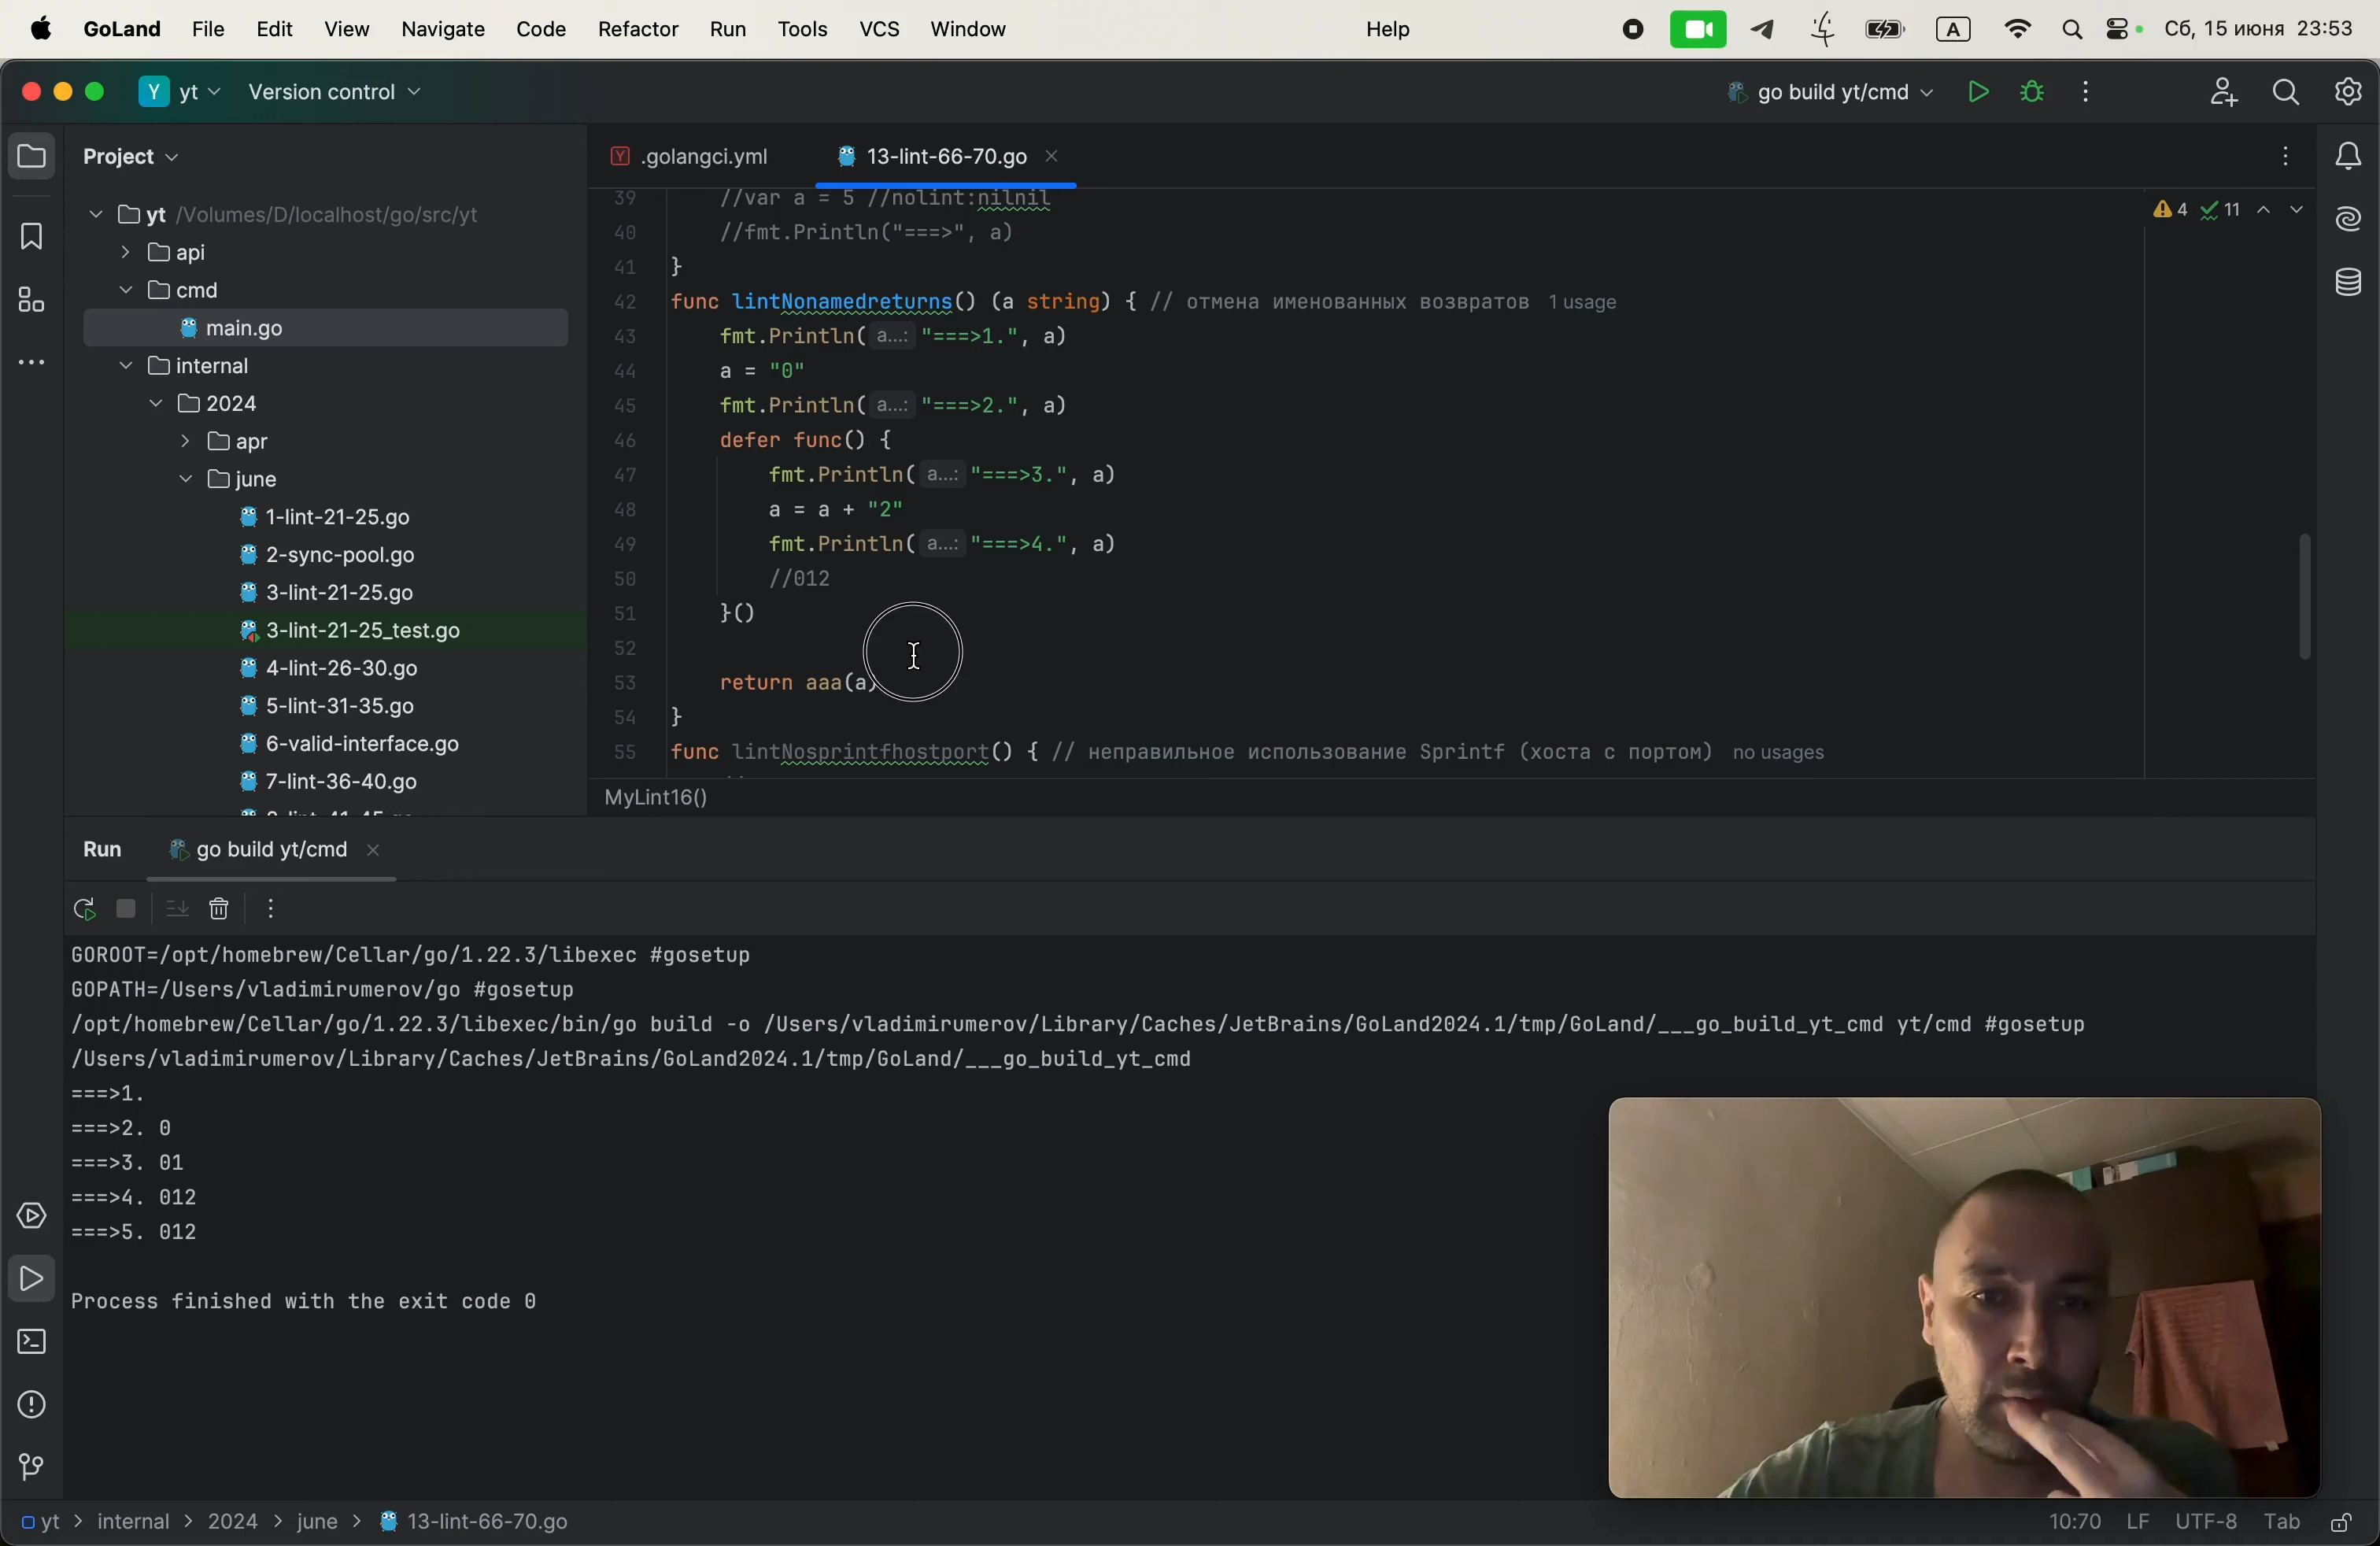 GoLand File Edit View Navigate Code Refactor Run Tools VCS Window Help A Сб, 15 июня 23:53
Y yt Version control go build yt/cmd
Project
yt /Volumes/D/localhost/go/src/yt
api
cmd
main.go
internal
2024
apr
june
1-lint-21-25.go
2-sync-pool.go
3-lint-21-25.go
3-lint-21-25_test.go
4-lint-26-30.go
5-lint-31-35.go
6-valid-interface.go
7-lint-36-40.go
Y .golangci.yml 13-lint-66-70.go
4 11
39 //var a = 5 //nolint:nilnil
40 //fmt.Println("===>", a)
41 }
42 func lintNonamedreturns() (a string) { // отмена именованных возвратов 1 usage
43 fmt.Println( a...: "===>1.", a)
44 a = "0"
45 fmt.Println( a...: "===>2.", a)
46 defer func() {
47 fmt.Println( a...: "===>3.", a)
48 a = a + "2"
49 fmt.Println( a...: "===>4.", a)
50 //012
51 }()
52
53 return aaa(a)
54 }
55 func lintNosprintfhostport() { // неправильное использование Sprintf (хоста с портом) no usages
MyLint16()
Run go build yt/cmd
GOROOT=/opt/homebrew/Cellar/go/1.22.3/libexec #gosetup
GOPATH=/Users/vladimirumerov/go #gosetup
/opt/homebrew/Cellar/go/1.22.3/libexec/bin/go build -o /Users/vladimirumerov/Library/Caches/JetBrains/GoLand2024.1/tmp/GoLand/___go_build_yt_cmd yt/cmd #gosetup
/Users/vladimirumerov/Library/Caches/JetBrains/GoLand2024.1/tmp/GoLand/___go_build_yt_cmd
===>1.
===>2. 0
===>3. 01
===>4. 012
===>5. 012
Process finished with the exit code 0
yt > internal > 2024 > june > 13-lint-66-70.go 10:70 LF UTF-8 Tab